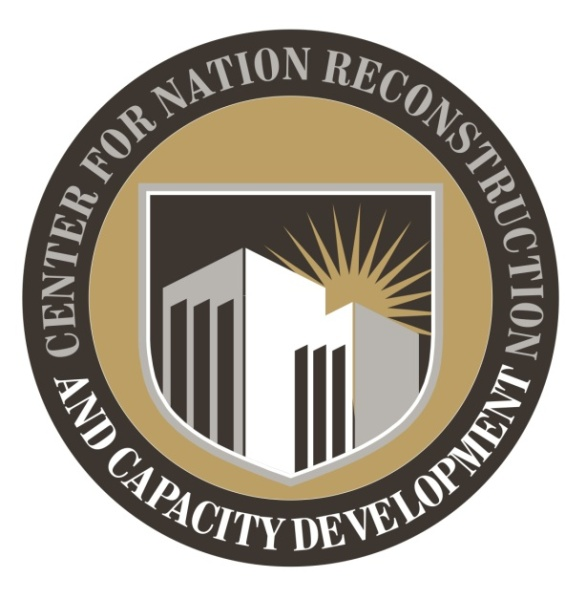 CENTER FOR NATION RECONSTRUCTION
AND CAPACITY DEVELOPMENT